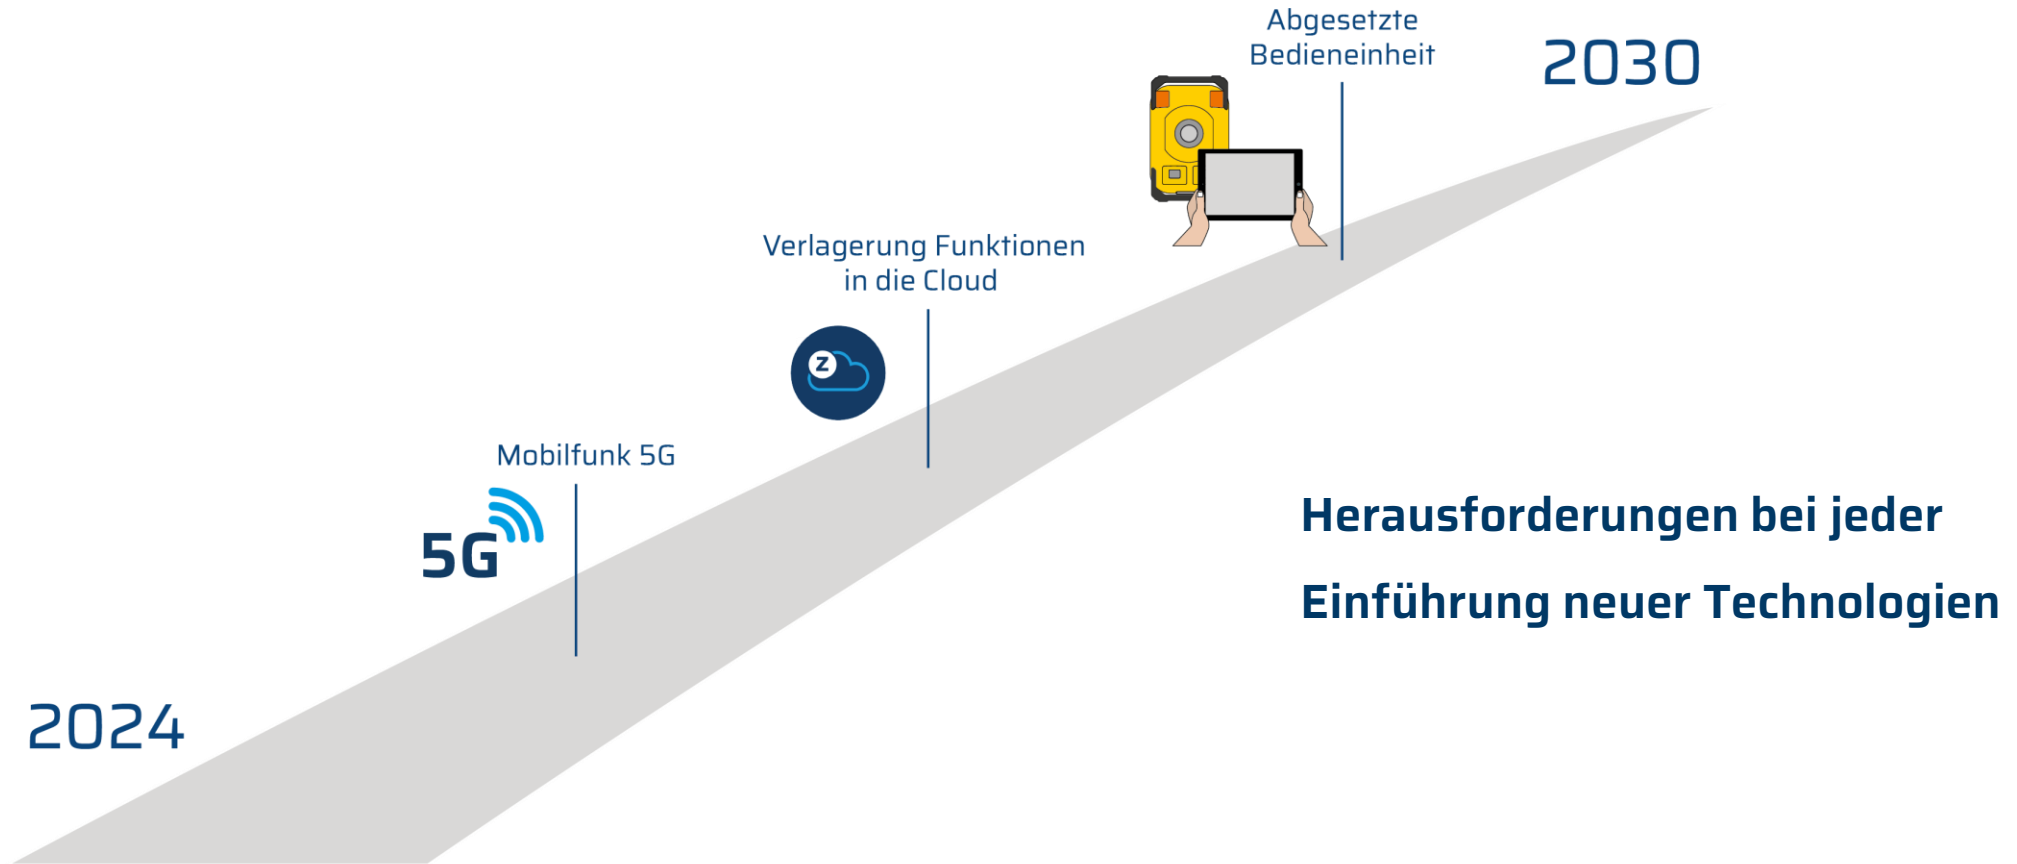 Abgesetzte
Bedieneinheit
2030
Verlagerung Funktionen
in die Cloud
Z
Mobilfunk 5G
5G
Herausforderungen bei jeder
Einführung neuer Technologien
2024